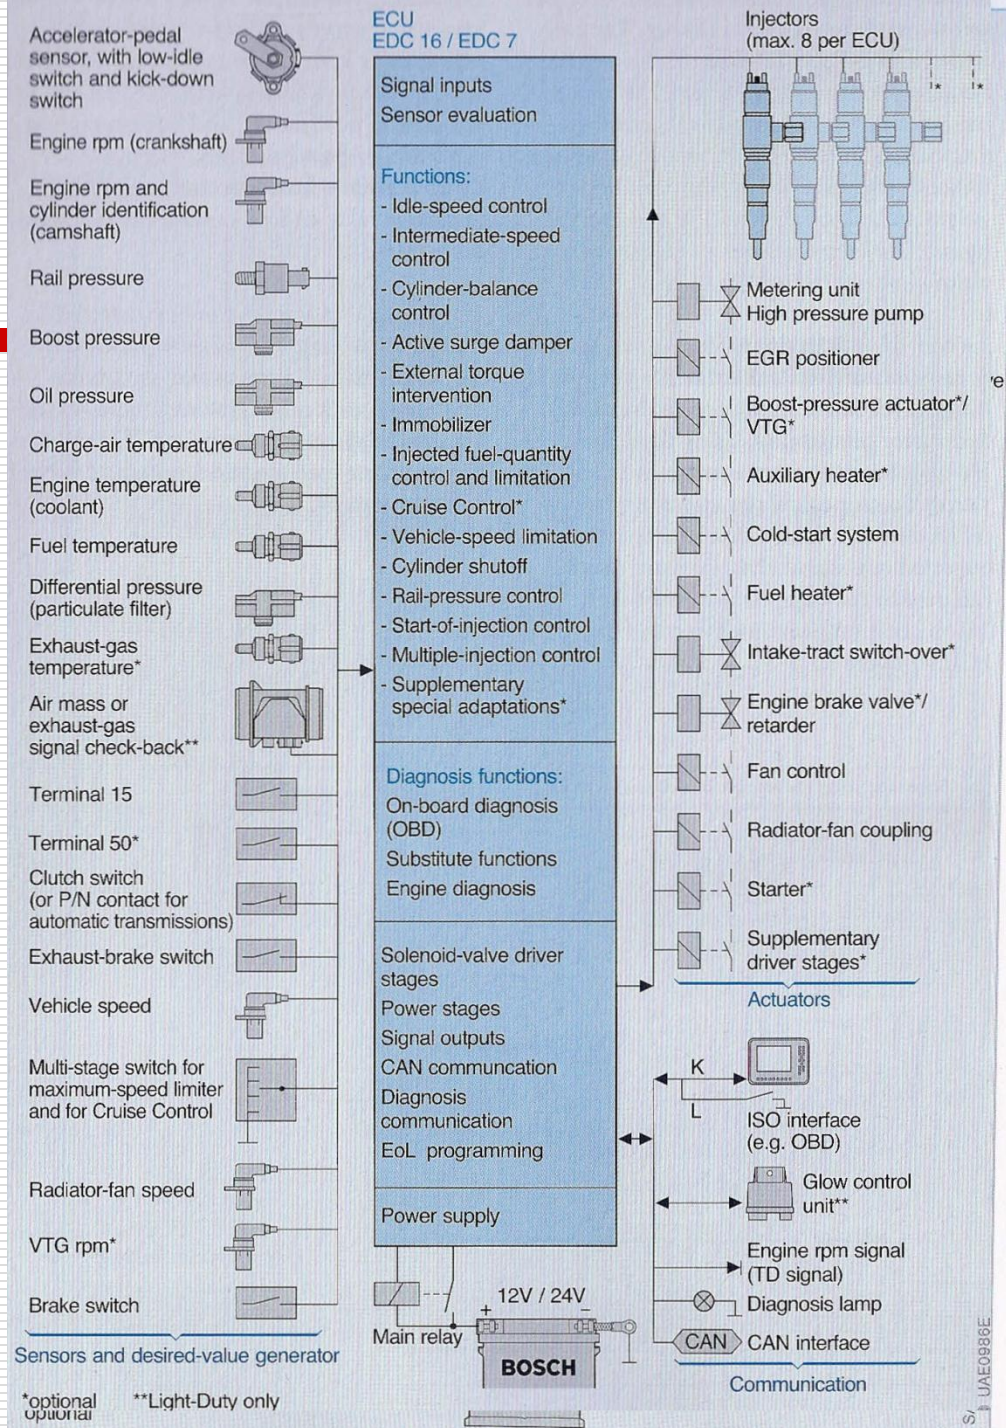 Accelerator-pedal
sensor, with low-idle
switch and kick-down
switch
Engine rpm (crankshaft)
Engine rpm and
cylinder identification
(camshaft)
Rail pressure
Boost pressure
Oil pressure
Charge-air temperature
Engine temperature
(coolant)
Fuel temperature
Differential pressure
(particulate filter)
Exhaust-gas
temperature*
Air mass or
exhaust-gas
signal check-back**
Terminal 15
Terminal 50*
Clutch switch
(or P/N contact for
automatic transmissions)
Exhaust-brake switch
Vehicle speed
Multi-stage switch for
maximum-speed limiter
and for Cruise Control
Radiator-fan speed
VTG rpm*
Brake switch
Sensors and desired-value generator
*optional **Light-Duty only
optional
ECU
EDC 16 / EDC 7
Signal inputs
Sensor evaluation
Functions:
- Idle-speed control
- Intermediate-speed
control
- Cylinder-balance
control
- Active surge damper
- External torque
intervention
- Immobilizer
- Injected fuel-quantity
control and limitation
- Cruise Control*
- Vehicle-speed limitation
- Cylinder shutoff
- Rail-pressure control
- Start-of-injection control
- Multiple-injection control
- Supplementary
special adaptations*
Diagnosis functions:
On-board diagnosis
(OBD)
Substitute functions
Engine diagnosis
Solenoid-valve driver
stages
Power stages
Signal outputs
CAN communcation
Diagnosis
communication
EoL programming
Power supply
Main relay
12V / 24V
+ −
BOSCH
Injectors
(max. 8 per ECU)
* *
Metering unit
High pressure pump
EGR positioner
Boost-pressure actuator*/
VTG*
Auxiliary heater*
Cold-start system
Fuel heater*
Intake-tract switch-over*
Engine brake valve*/
retarder
Fan control
Radiator-fan coupling
Starter*
Supplementary
driver stages*
Actuators
K
L
ISO interface
(e.g. OBD)
Glow control
unit**
Engine rpm signal
(TD signal)
Diagnosis lamp
CAN CAN interface
Communication
UAE0986E